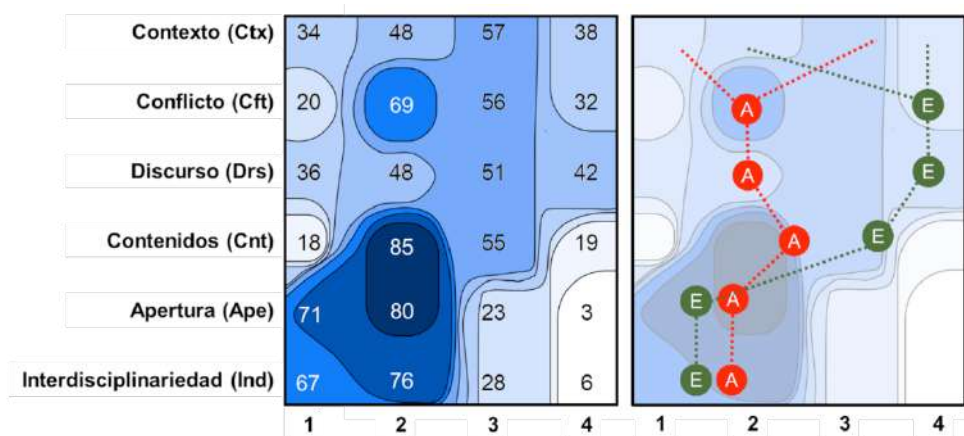 Contexto (Ctx) 34 48 57 38
Conflicto (Cft) 20 69 56 32 A E
Discurso (Drs) 36 48 51 42 A E
Contenidos (Cnt) 18 85 55 19 A E
Apertura (Ape) 71 80 23 3 E A
Interdisciplinariedad (Ind) 67 76 28 6 E A
1 2 3 4 1 2 3 4